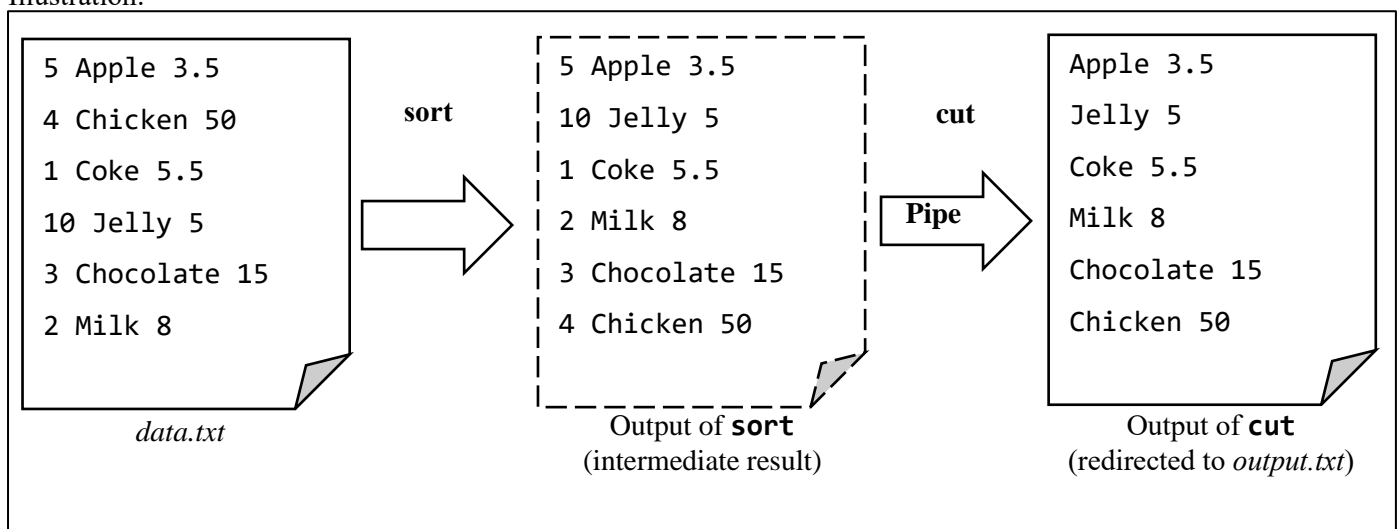 Illustration:
5 Apple 3.5
4 Chicken 50
1 Coke 5.5
10 Jelly 5
3 Chocolate 15
2 Milk 8
data.txt
sort
5 Apple 3.5
10 Jelly 5
1 Coke 5.5
2 Milk 8
3 Chocolate 15
4 Chicken 50
Output of sort
(intermediate result)
cut
Pipe
Apple 3.5
Jelly 5
Coke 5.5
Milk 8
Chocolate 15
Chicken 50
Output of cut
(redirected to output.txt)